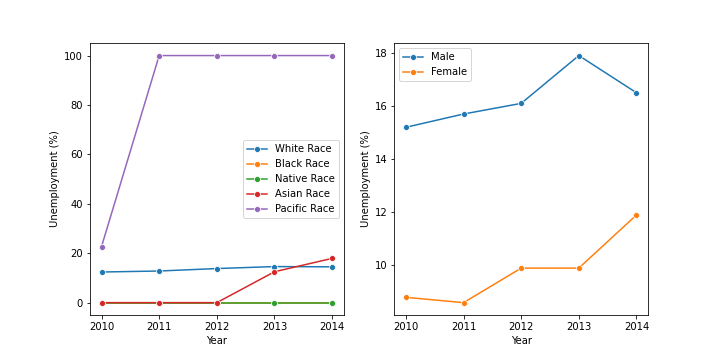 100
80
60
40
20
0
Unemployment (%)
White Race
Black Race
Native Race
Asian Race
Pacific Race
2010 2011 2012 2013 2014
Year
18
16
14
12
10
Unemployment (%)
Male
Female
2010 2011 2012 2013 2014
Year